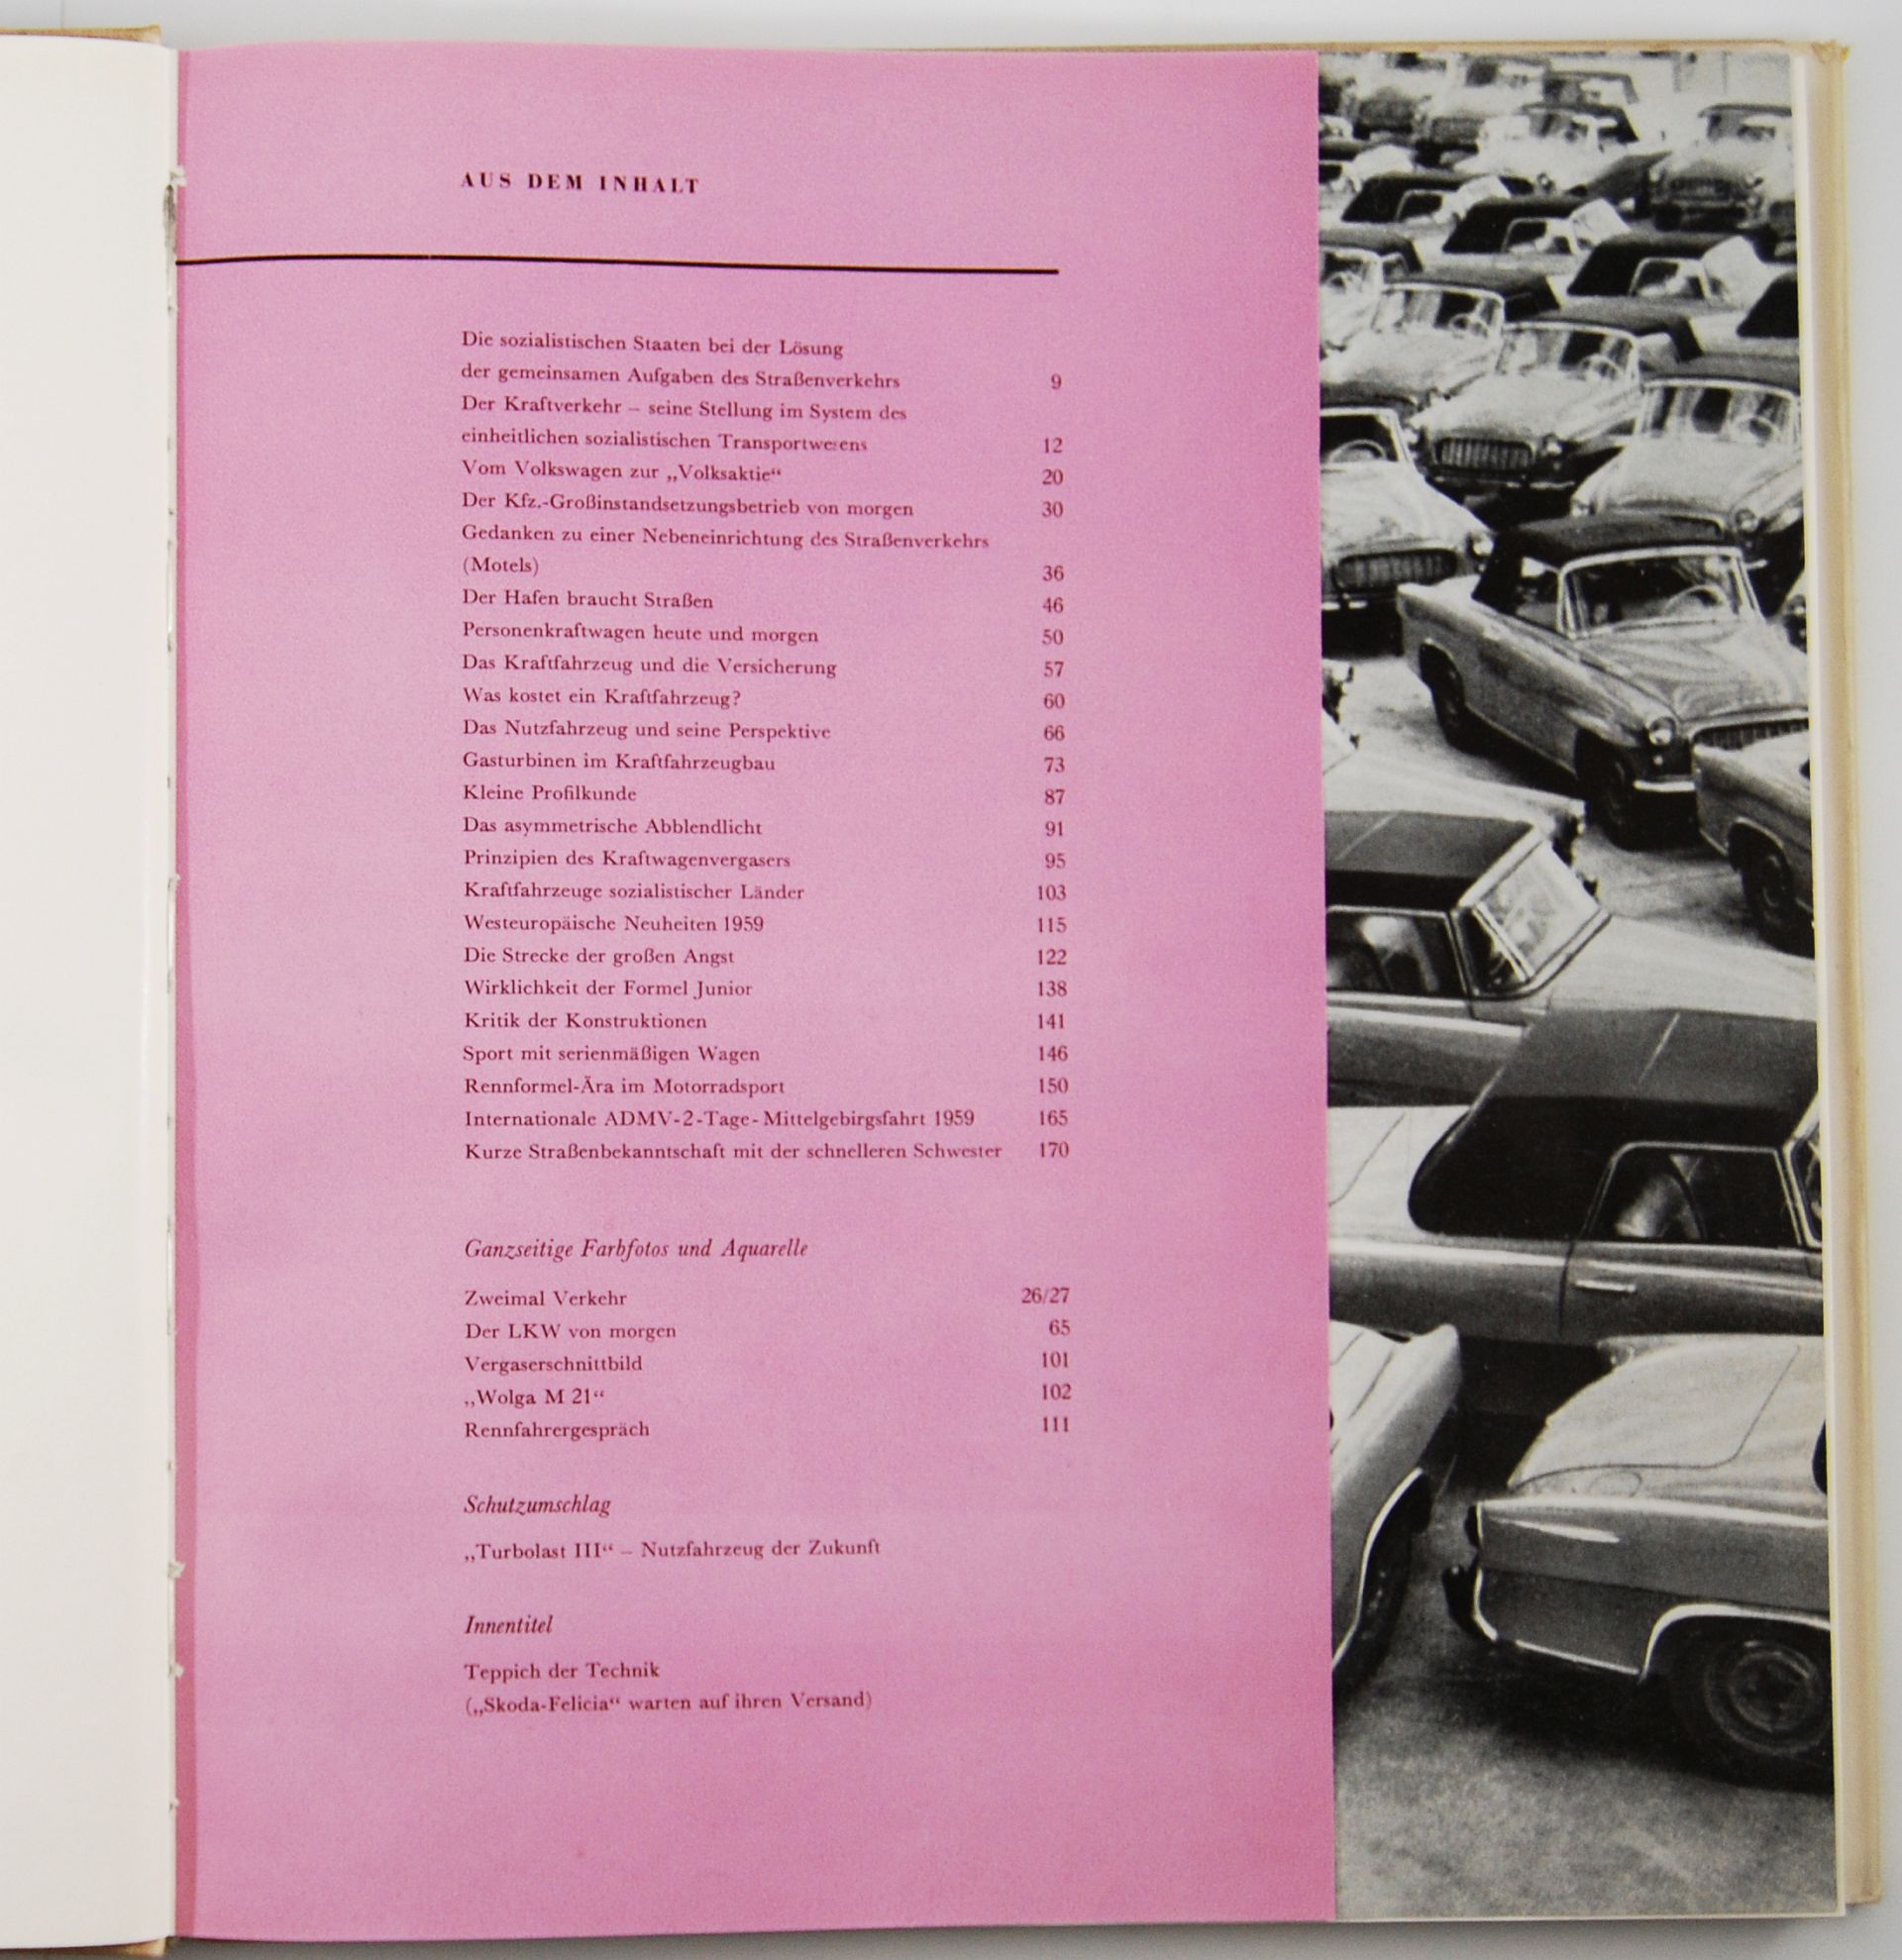 AUS DEM INHALT
Die sozialistischen Staaten bei der Lösung
der gemeinsamen Aufgaben des Straßenverkehrs 9
Der Kraftverkehr – seine Stellung im System des
einheitlichen sozialistischen Transportwesens 12
Vom Volkswagen zur „Volksaktie“ 20
Der Kfz.-Großinstandsetzungsbetrieb von morgen 30
Gedanken zu einer Nebeneinrichtung des Straßenverkehrs
(Motels) 36
Der Hafen braucht Straßen 46
Personenkraftwagen heute und morgen 50
Das Kraftfahrzeug und die Versicherung 57
Was kostet ein Kraftfahrzeug? 60
Das Nutzfahrzeug und seine Perspektive 66
Gasturbinen im Kraftfahrzeugbau 73
Kleine Profilkunde 87
Das asymmetrische Abblendlicht 91
Prinzipien des Kraftwagenvergasers 95
Kraftfahrzeuge sozialistischer Länder 103
Westeuropäische Neuheiten 1959 115
Die Strecke der großen Angst 122
Wirklichkeit der Formel Junior 138
Kritik der Konstruktionen 141
Sport mit serienmäßigen Wagen 146
Rennformel-Ära im Motorradsport 150
Internationale ADMV-2-Tage-Mittelgebirgsfahrt 1959 165
Kurze Straßenbekanntschaft mit der schnelleren Schwester 170
Ganzseitige Farbfotos und Aquarelle
Zweimal Verkehr 26/27
Der LKW von morgen 65
Vergaserschnittbild 101
„Wolga M 21“ 102
Rennfahrergespräch 111
Schutzumschlag
„Turbolast III“ – Nutzfahrzeug der Zukunft
Innentitel
Teppich der Technik
(„Skoda-Felicia“ warten auf ihren Versand)